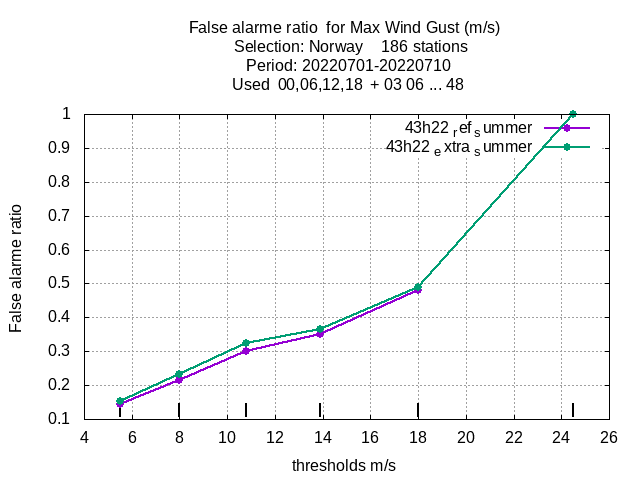 False alarme ratio  for Max Wind Gust (m/s)
Selection: Norway    186 stations
Period: 20220701-20220710
Used  00,06,12,18  + 03 06 ... 48
43h22 ref summer
43h22 extra summer
1
0.9
0.8
0.7
0.6
0.5
0.4
0.3
0.2
0.1
False alarme ratio
4 6 8 10 12 14 16 18 20 22 24 26
thresholds m/s